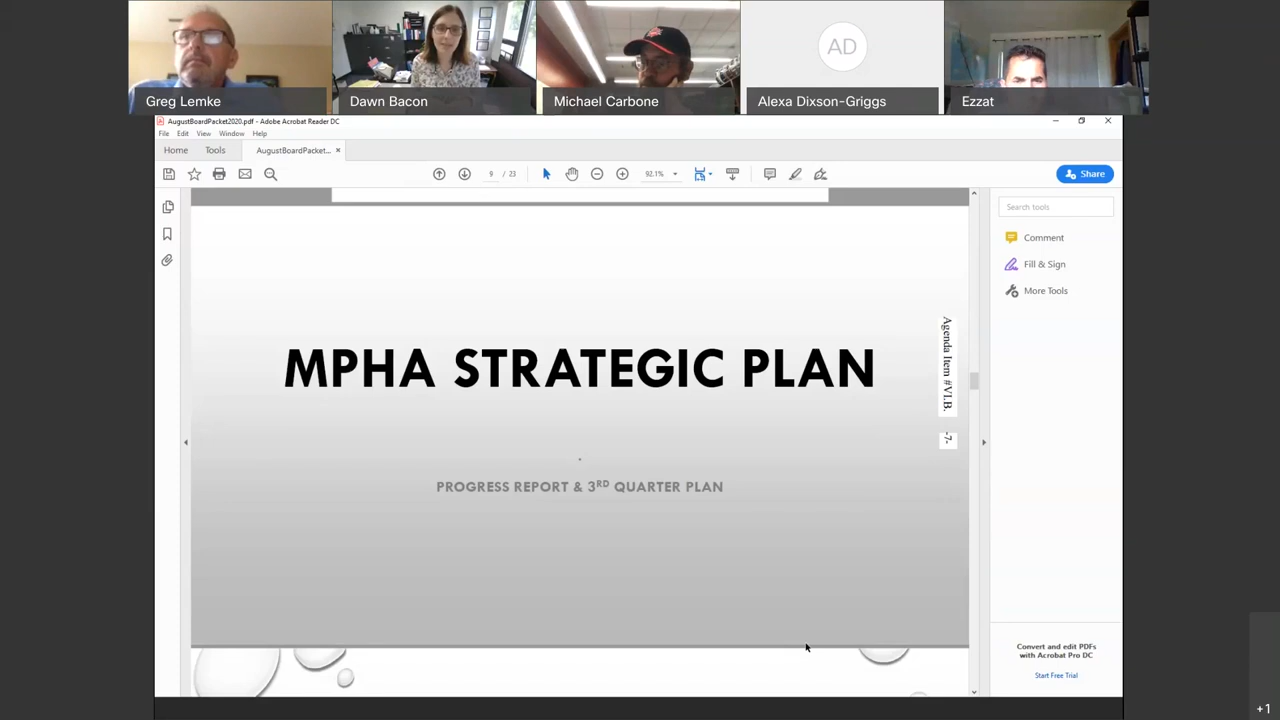 AD
Greg Lemke
Dawn Bacon
Michael Carbone
Alexa Dixson-Griggs
Ezzat
AugustBoardPacket2020.pdf - Adobe Acrobat Reader DC
File Edit View Window Help
Home Tools AugustBoardPacket... ×
9 / 23 92.1% Share
Search tools
Comment
Fill & Sign
More Tools
MPHA STRATEGIC PLAN
PROGRESS REPORT & 3RD QUARTER PLAN
Agenda Item #VI.B.
-7-
Convert and edit PDFs
with Acrobat Pro DC
Start Free Trial
+1